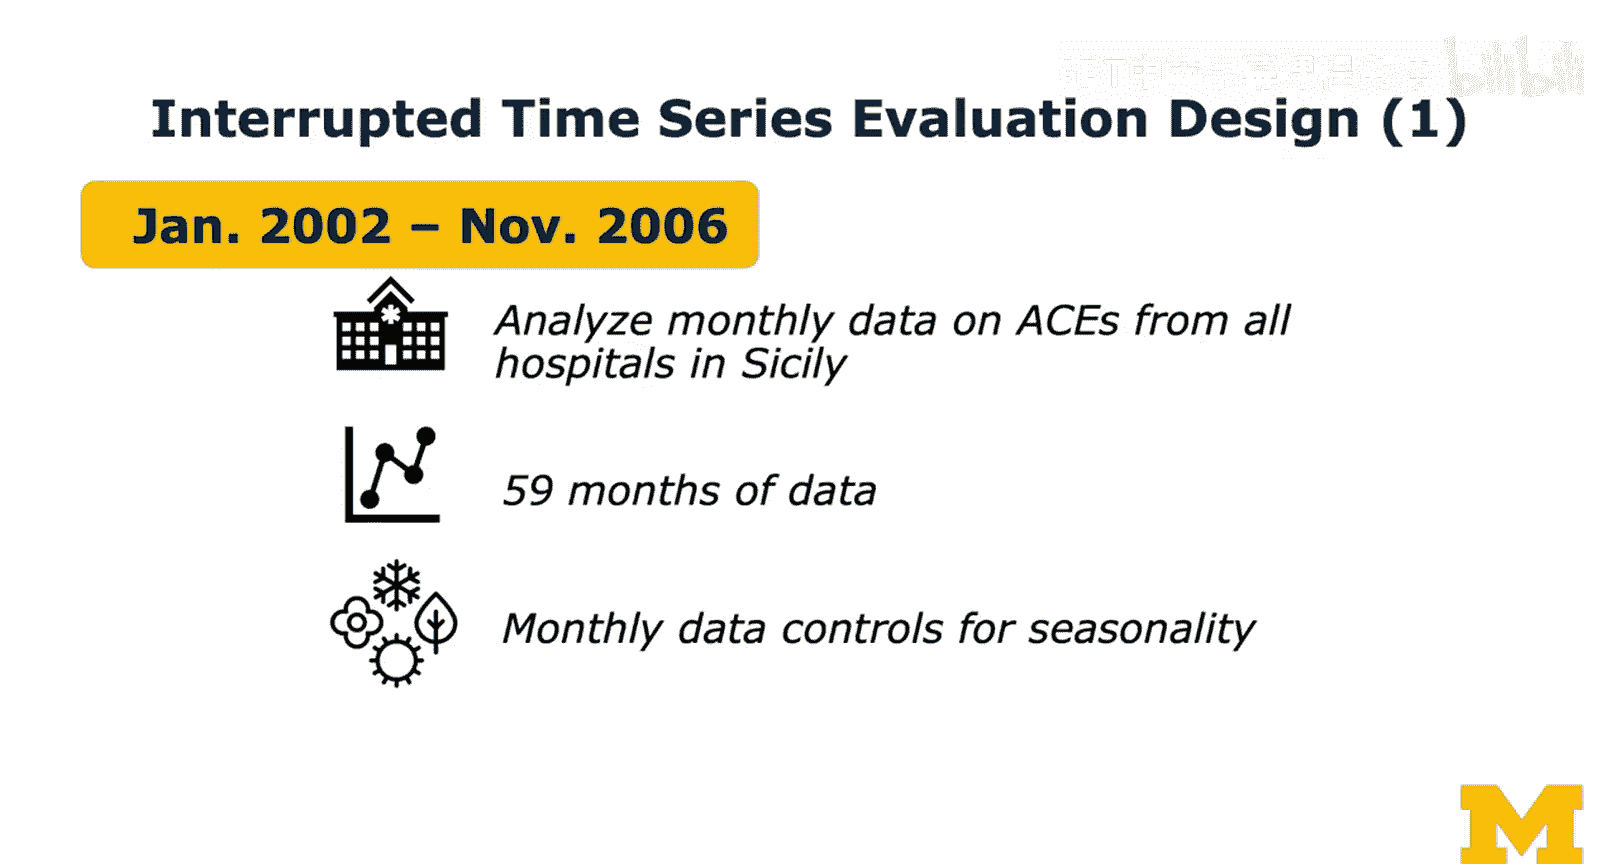 bilibili
Interrupted Time Series Evaluation Design (1)
Jan. 2002 – Nov. 2006
Analyze monthly data on ACEs from all
hospitals in Sicily
59 months of data
Monthly data controls for seasonality
M